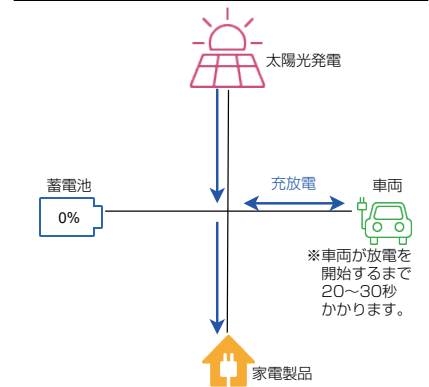 太陽光発電
蓄電池
充放電
車両
0%
※車両が放電を
開始するまで
20～30秒
かかります。
家電製品